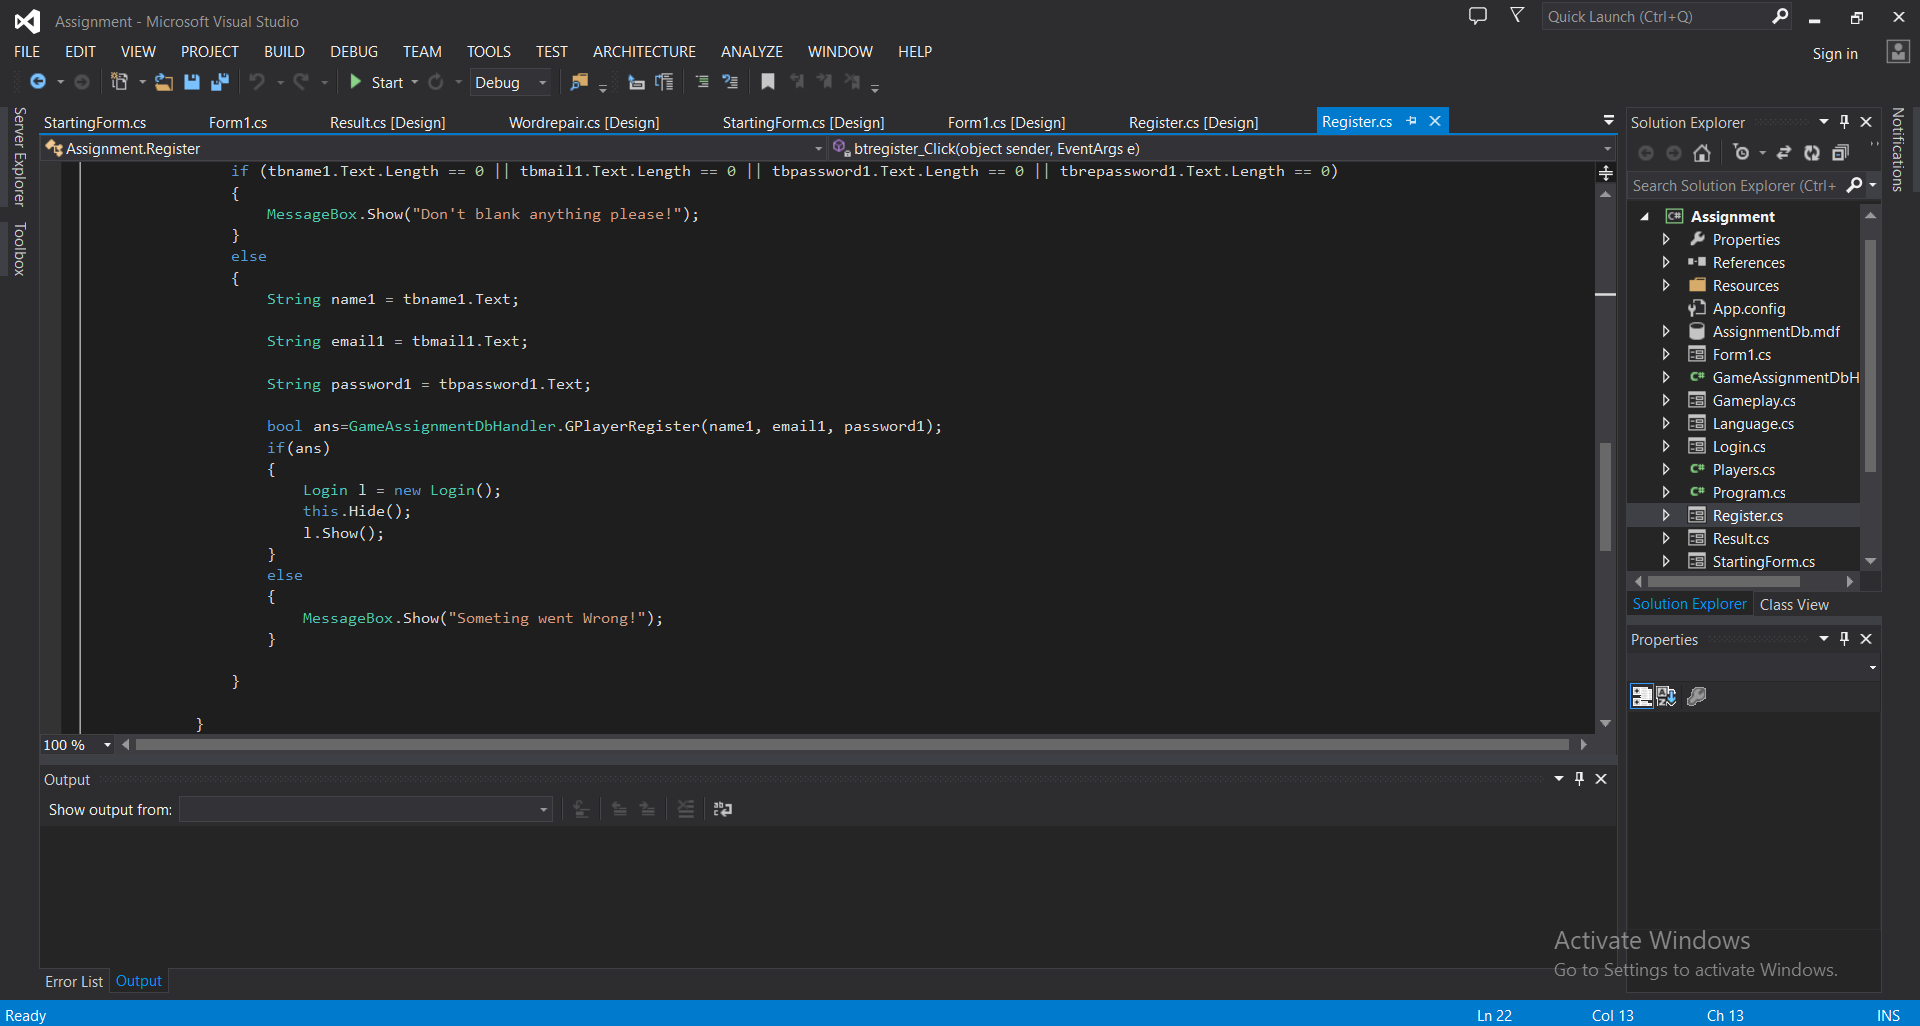 Assignment - Microsoft Visual Studio
Quick Launch (Ctrl+Q)
FILE EDIT VIEW PROJECT BUILD DEBUG TEAM TOOLS TEST ARCHITECTURE ANALYZE WINDOW HELP
Sign in
Start Debug
Server Explorer
Toolbox
StartingForm.cs Form1.cs Result.cs [Design] Wordrepair.cs [Design] StartingForm.cs [Design] Form1.cs [Design] Register.cs [Design] Register.cs
Assignment.Register btregister_Click(object sender, EventArgs e)
if (tbname1.Text.Length == 0 || tbmail1.Text.Length == 0 || tbpassword1.Text.Length == 0 || tbrepassword1.Text.Length == 0)
{
MessageBox.Show("Don't blank anything please!");
}
else
{
String name1 = tbname1.Text;
String email1 = tbmail1.Text;
String password1 = tbpassword1.Text;
bool ans=GameAssignmentDbHandler.GPlayerRegister(name1, email1, password1);
if(ans)
{
Login l = new Login();
this.Hide();
l.Show();
}
else
{
MessageBox.Show("Someting went Wrong!");
}
}
}
100 %
Output
Show output from:
Error List Output
Solution Explorer
Search Solution Explorer (Ctrl+
Assignment
Properties
References
Resources
App.config
AssignmentDb.mdf
Form1.cs
GameAssignmentDbH
Gameplay.cs
Language.cs
Login.cs
Players.cs
Program.cs
Register.cs
Result.cs
StartingForm.cs
Solution Explorer Class View
Properties
Notifications
Activate Windows
Go to Settings to activate Windows.
Ready Ln 22 Col 13 Ch 13 INS